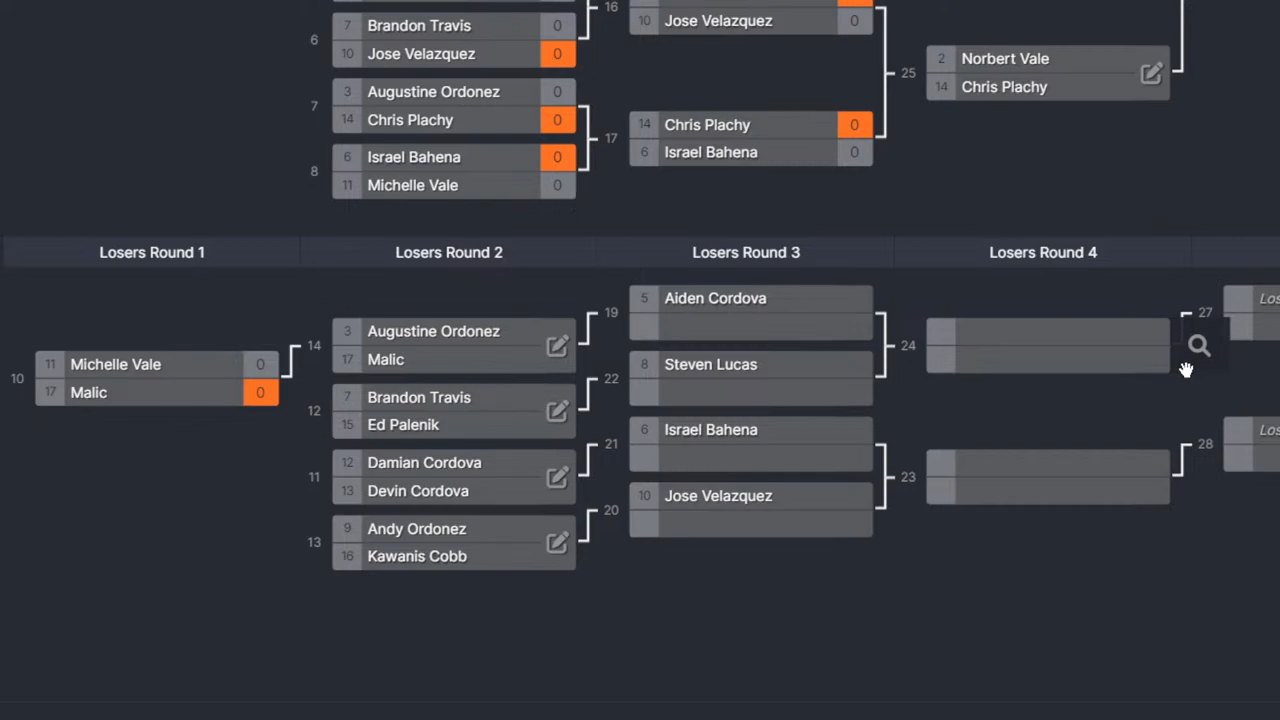 16
10 Jose Velazquez 0
6
7 Brandon Travis 0
10 Jose Velazquez 0
7
3 Augustine Ordonez 0
14 Chris Plachy 0
8
6 Israel Bahena 0
11 Michelle Vale 0
17
14 Chris Plachy 0
6 Israel Bahena 0
25
2 Norbert Vale
14 Chris Plachy
Losers Round 1
Losers Round 2
Losers Round 3
Losers Round 4
10
11 Michelle Vale 0
17 Malic 0
14
3 Augustine Ordonez
17 Malic
12
7 Brandon Travis
15 Ed Palenik
11
12 Damian Cordova
13 Devin Cordova
13
9 Andy Ordonez
16 Kawanis Cobb
19
5 Aiden Cordova
22
8 Steven Lucas
21
6 Israel Bahena
20
10 Jose Velazquez
24
23
27
Los
28
Los